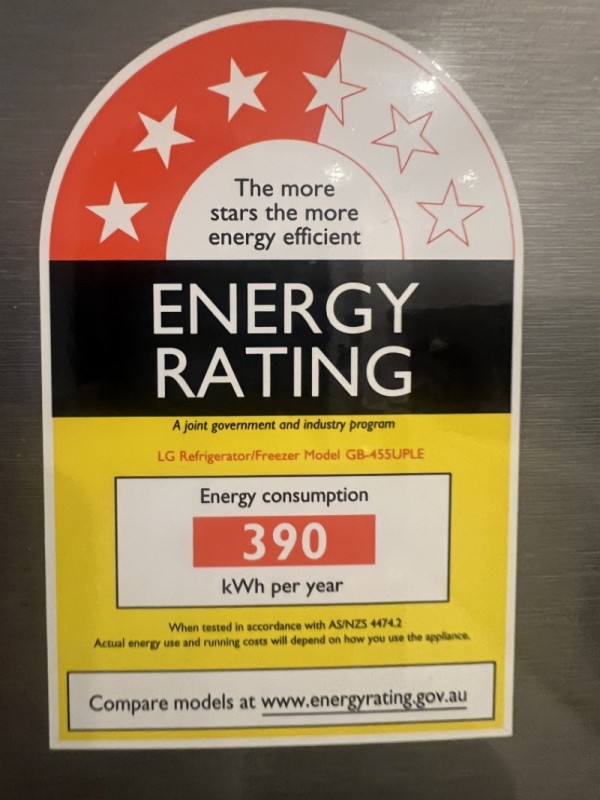 The more
stars the more
energy efficient
ENERGY
RATING
A joint government and industry program
LG Refrigerator/Freezer Model GB-455UPLE
Energy consumption
390
kWh per year
When tested in accordance with AS/NZS 4474.2
Actual energy use and running costs will depend on how you use the appliance.
Compare models at www.energyrating.gov.au